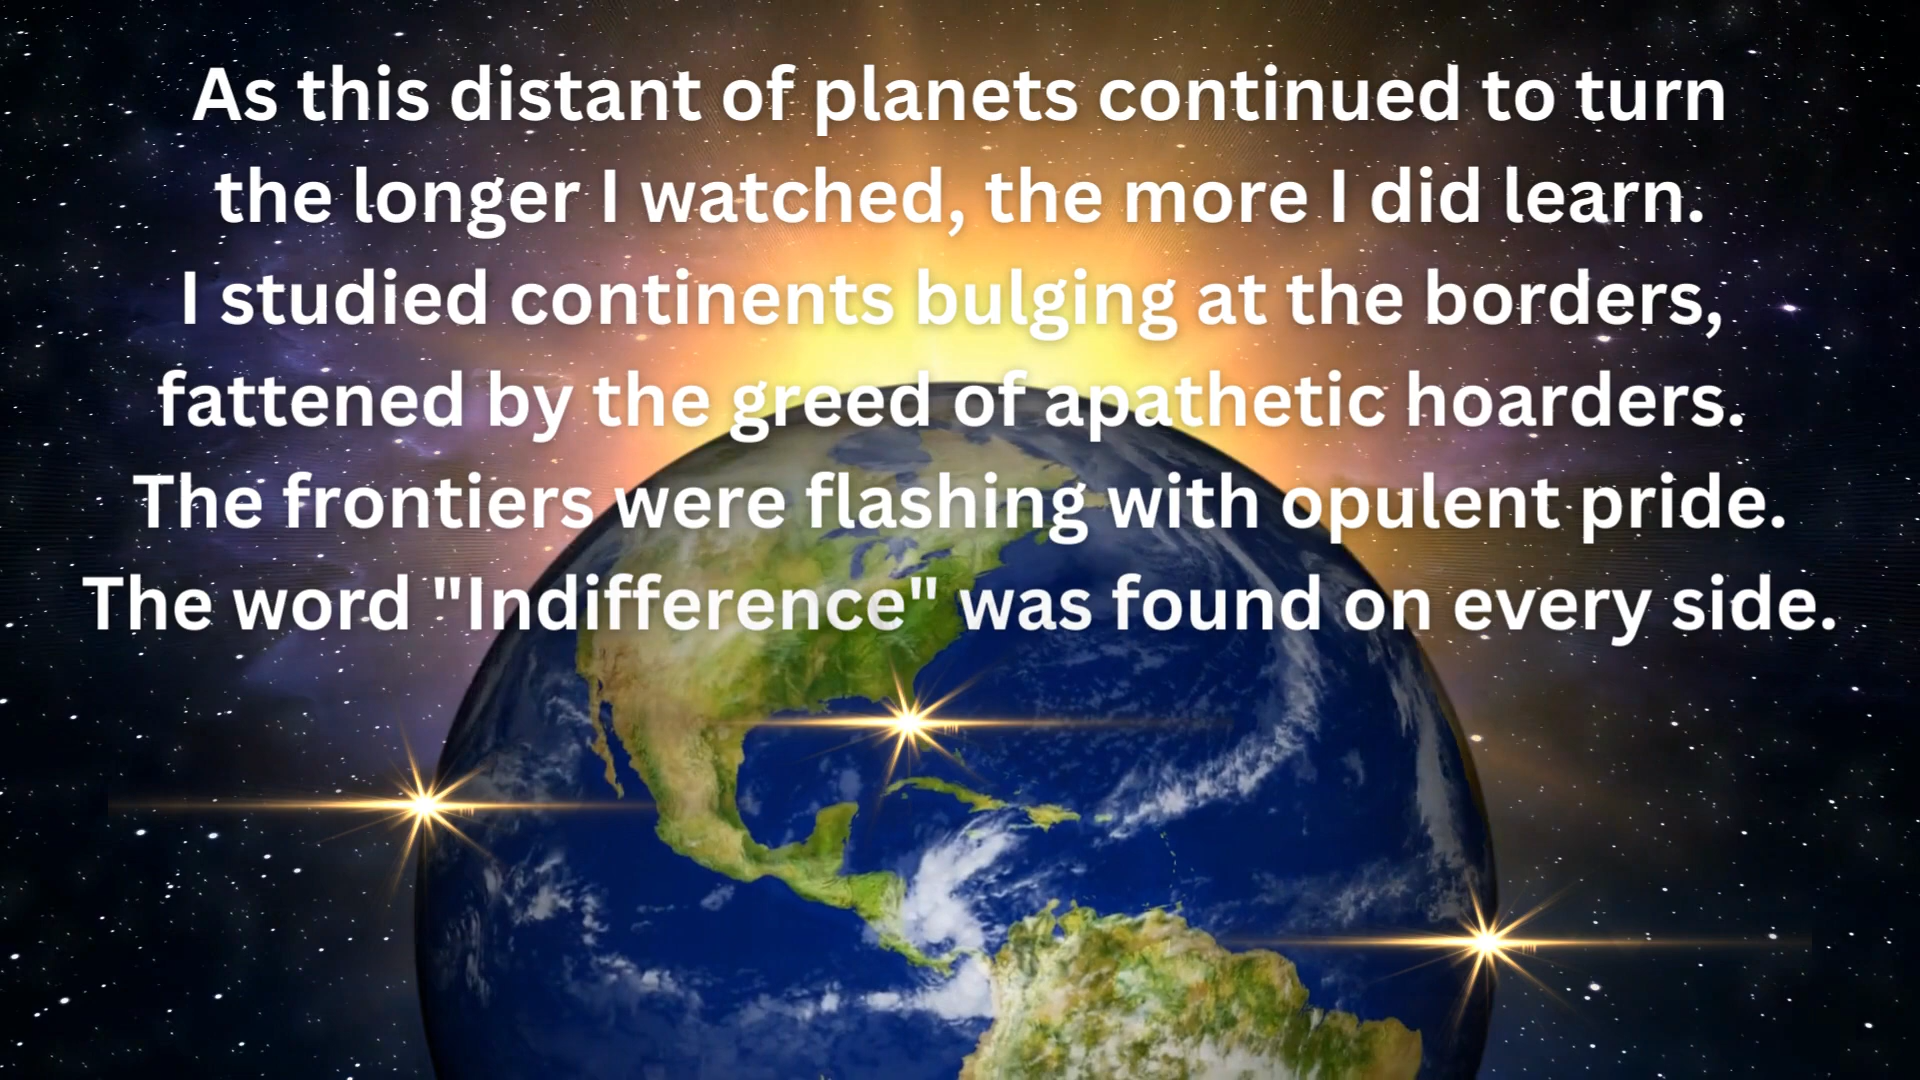 As this distant of planets continued to turn
the longer I watched, the more I did learn.
I studied continents bulging at the borders,
fattened by the greed of apathetic hoarders.
The frontiers were flashing with opulent pride.
The word "Indifference" was found on every side.